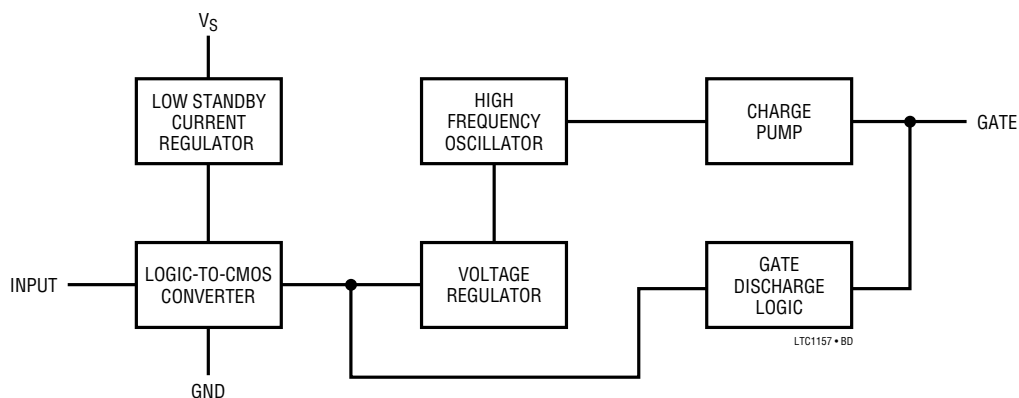 VS
LOW STANDBY
CURRENT
REGULATOR
HIGH
FREQUENCY
OSCILLATOR
CHARGE
PUMP
GATE
INPUT
LOGIC-TO-CMOS
CONVERTER
VOLTAGE
REGULATOR
GATE
DISCHARGE
LOGIC
LTC1157 • BD
GND